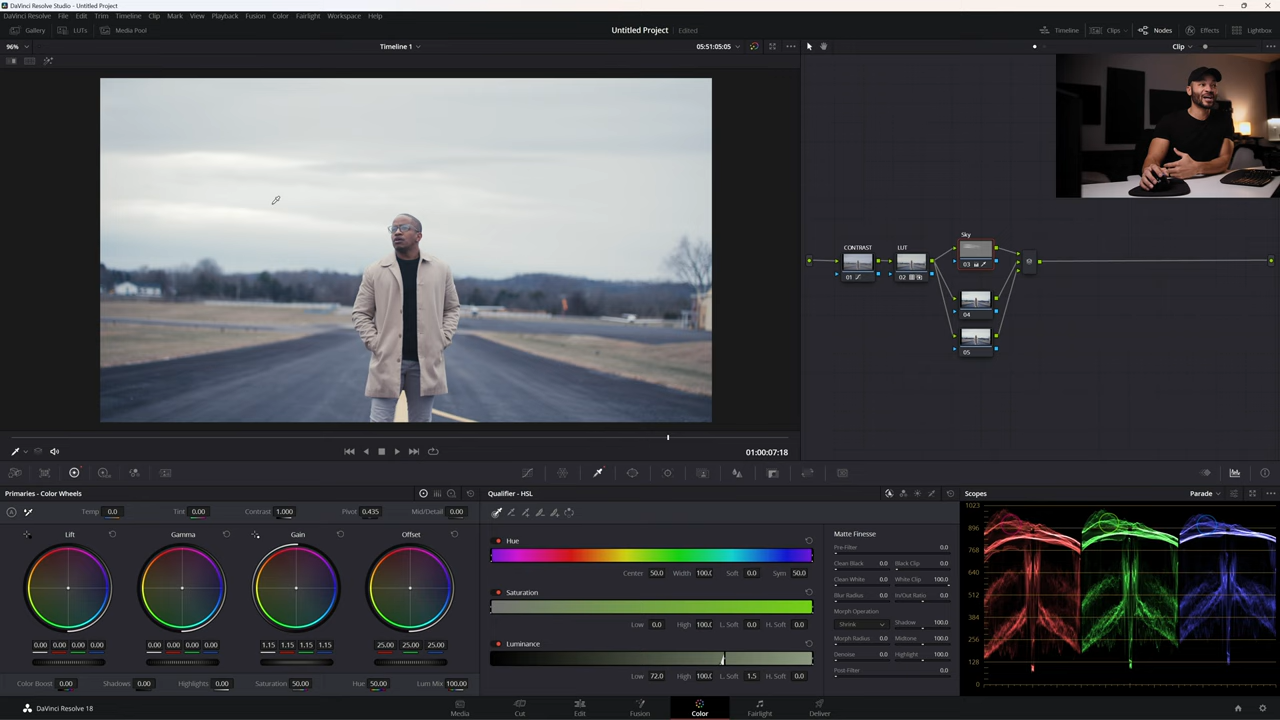 DaVinci Resolve Studio - Untitled Project
DaVinci Resolve File Edit Trim Timeline Clip Mark View Playback Fusion Color Fairlight Workspace Help
Gallery LUTs Media Pool Untitled Project Edited Timeline Clips Nodes Effects Lightbox
96% Timeline 1 05:51:05:05 Clip
Sky
CONTRAST LUT
03
01 02
04
05
01:00:07:18
Primaries - Color Wheels Qualifier - HSL Scopes Parade
Temp 0.0 Tint 0.00 Contrast 1.000 Pivot 0.435 Mid/Detail 0.00
Lift Gamma Gain Offset
0.00 0.00 0.00 0.00 0.00 0.00 0.00 0.00 1.15 1.15 1.15 1.15 25.00 25.00 25.00
Color Boost 0.00 Shadows 0.00 Highlights 0.00 Saturation 50.00 Hue 50.00 Lum Mix 100.00
Hue
Center 50.0 Width 100.( Soft 0.0 Sym 50.0
Saturation
Low 0.0 High 100.( L. Soft 0.0 H. Soft 0.0
Luminance
Low 72.0 High 100.( L. Soft 1.5 H. Soft 0.0
Matte Finesse
Pre-Filter 0.0
Clean Black 0.0 Black Clip 0.0
Clean White 0.0 White Clip 100.0
Blur Radius 0.0 In/Out Ratio 0.0
Morph Operation
Shrink Shadow 100.0
Morph Radius 0.0 Midtone 100.0
Denoise 0.0 Highlight 100.0
Post-Filter 0.0
1023
896
768
640
512
384
256
128
0
DaVinci Resolve 18 Media Cut Edit Fusion Color Fairlight Deliver